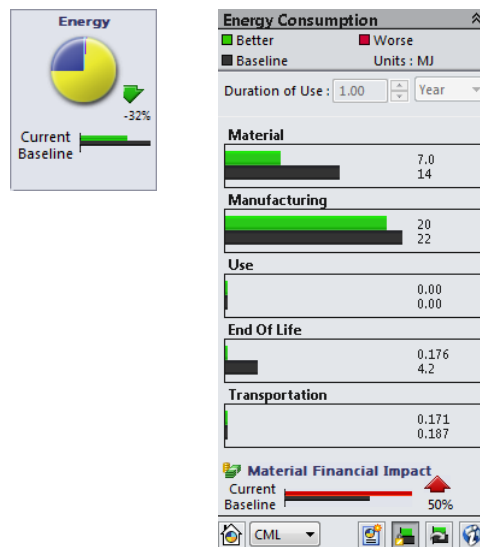 Energy
-32%
Current
Baseline
Energy Consumption
Better Worse
Baseline Units : MJ
Duration of Use : 1.00 Year
Material
7.0
14
Manufacturing
20
22
Use
0.00
0.00
End Of Life
0.176
4.2
Transportation
0.171
0.187
Material Financial Impact
Current
Baseline 50%
CML